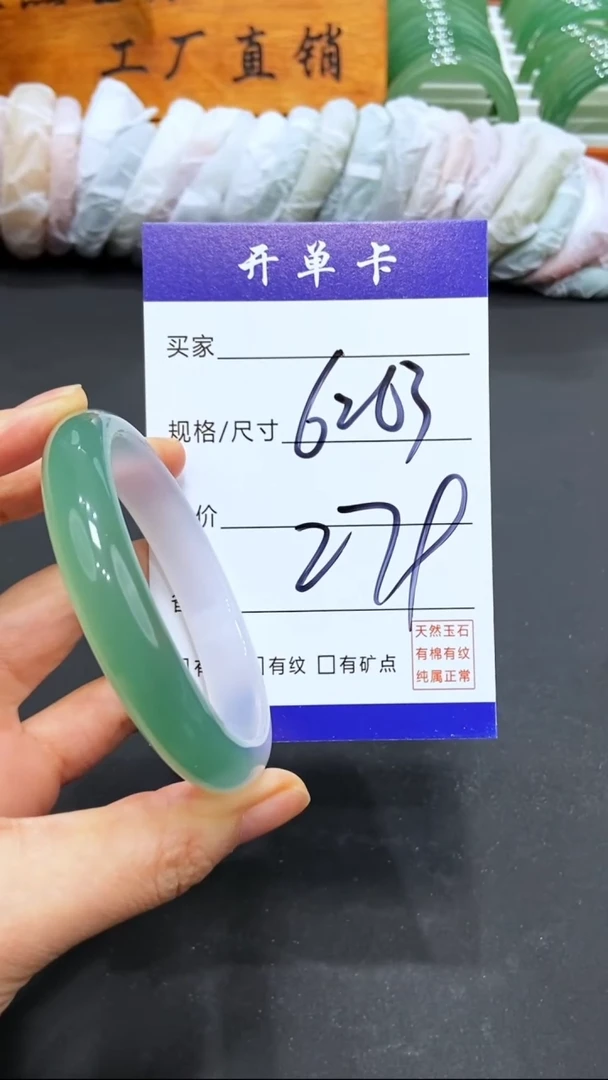 工厂直销
开单卡
买家
规格/尺寸 6203
价 279
有纹 □有矿点
天然玉石
有棉有纹
纯属正常